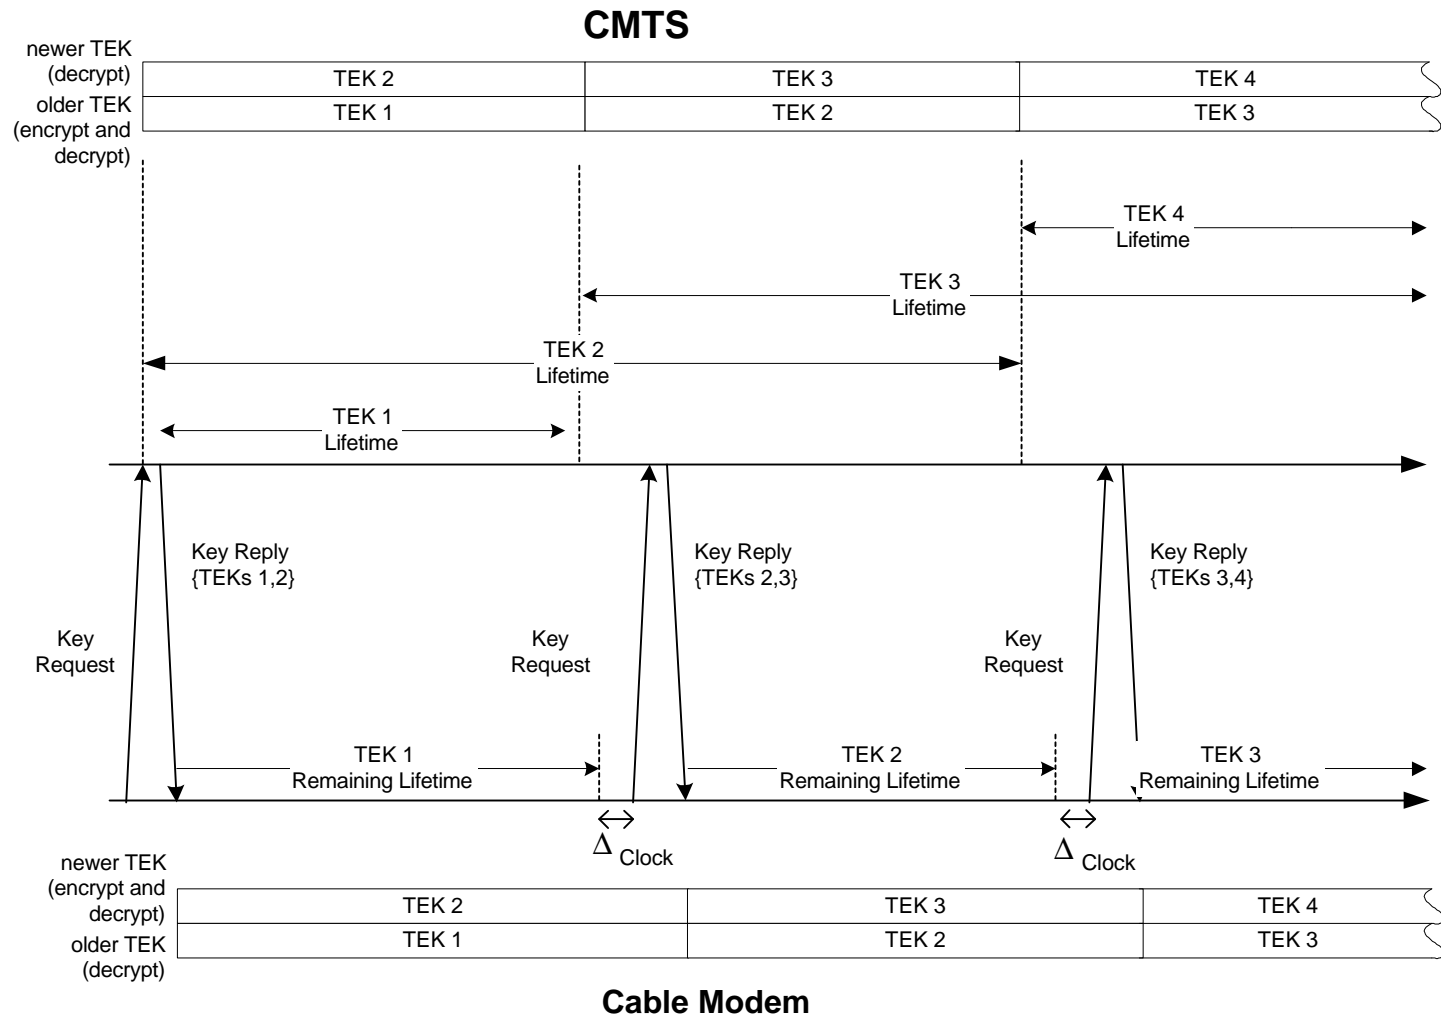 CMTS
newer TEK
(decrypt)
older TEK
(encrypt and
decrypt)
TEK 2
TEK 3
TEK 4
TEK 1
TEK 2
TEK 3
TEK 4
Lifetime
TEK 3
Lifetime
TEK 2
Lifetime
TEK 1
Lifetime
Key Reply
{TEKs 1,2}
Key Reply
{TEKs 2,3}
Key Reply
{TEKs 3,4}
Key
Request
Key
Request
Key
Request
TEK 1
Remaining Lifetime
TEK 2
Remaining Lifetime
TEK 3
Remaining Lifetime
Δ Clock
Δ Clock
newer TEK
(encrypt and
decrypt)
older TEK
(decrypt)
TEK 2
TEK 3
TEK 4
TEK 1
TEK 2
TEK 3
Cable Modem